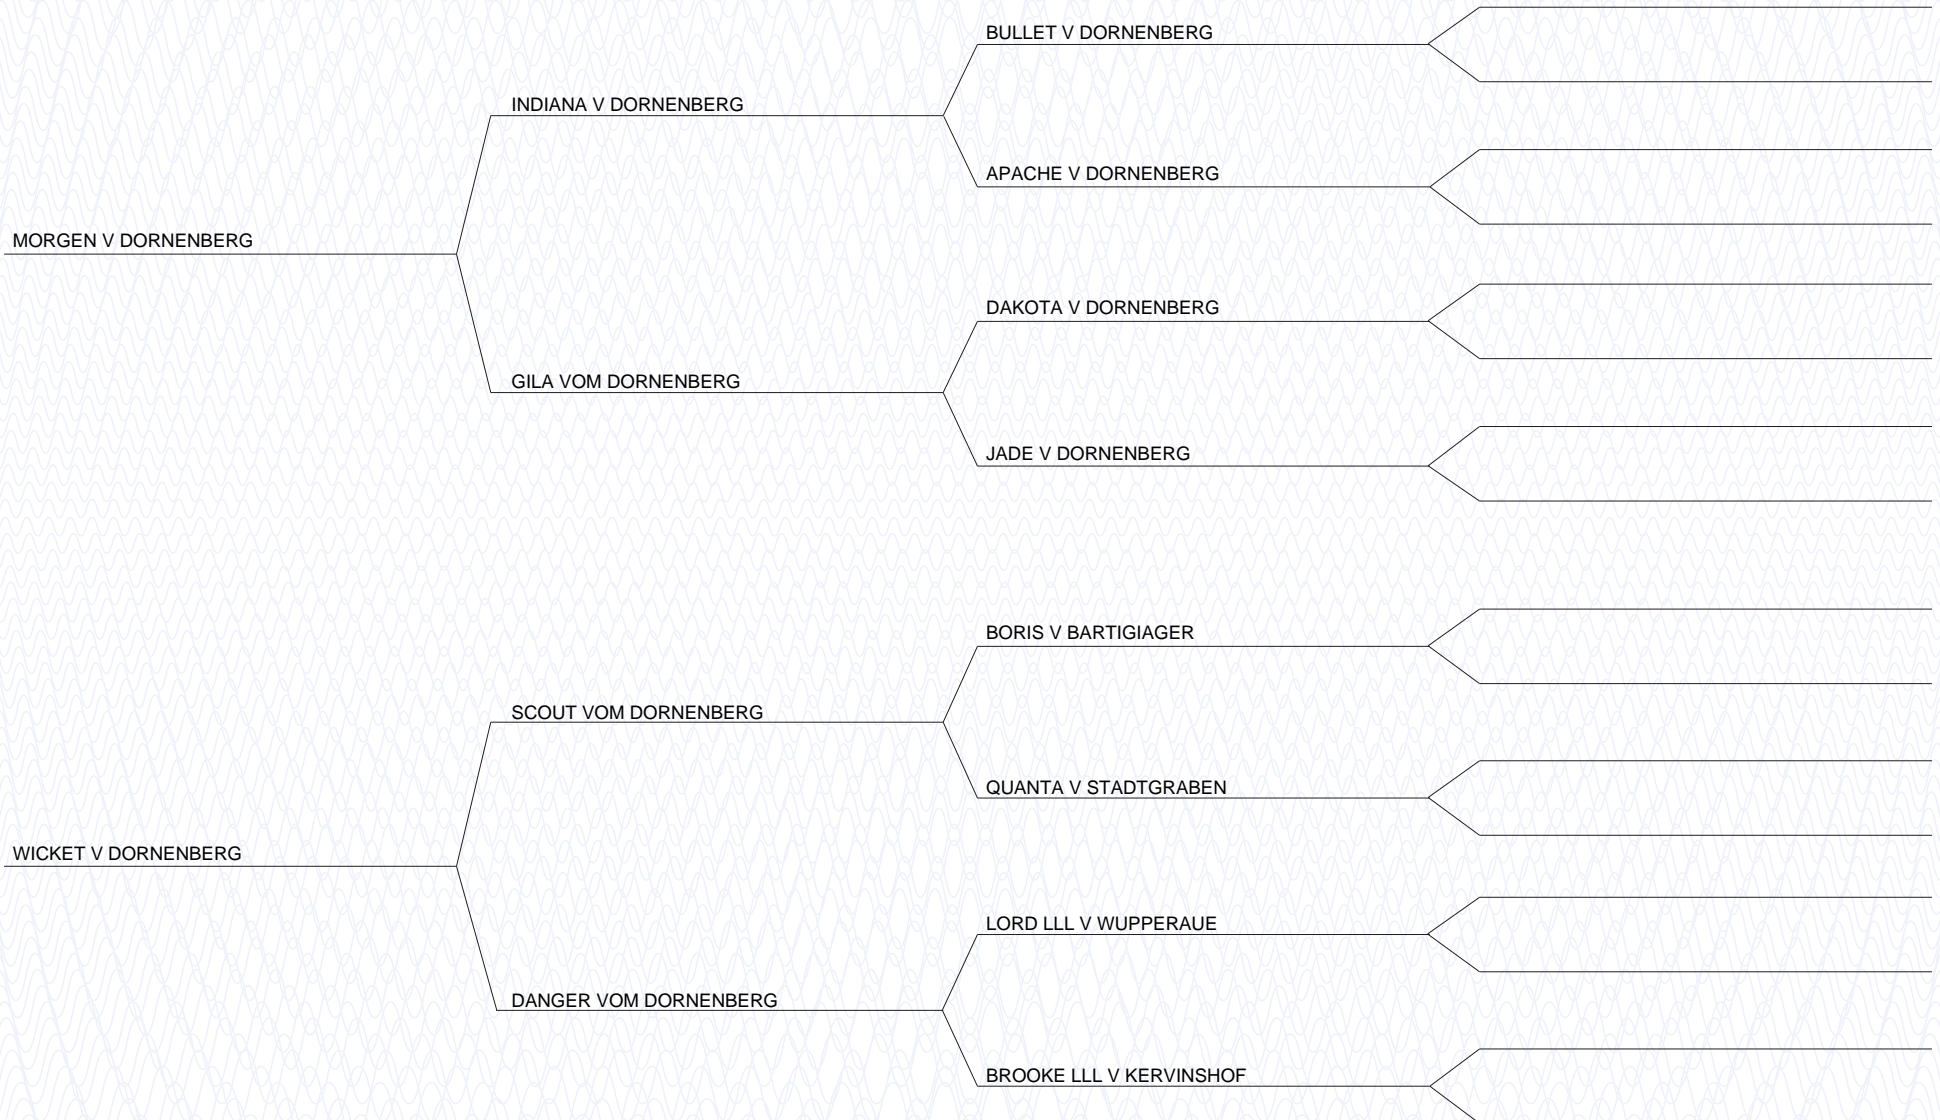 BULLET V DORNENBERG
INDIANA V DORNENBERG
APACHE V DORNENBERG
MORGEN V DORNENBERG
DAKOTA V DORNENBERG
GILA VOM DORNENBERG
JADE V DORNENBERG
BORIS V BARTIGIAGER
SCOUT VOM DORNENBERG
QUANTA V STADTGRABEN
WICKET V DORNENBERG
LORD LLL V WUPPERAUE
DANGER VOM DORNENBERG
BROOKE LLL V KERVINSHOF